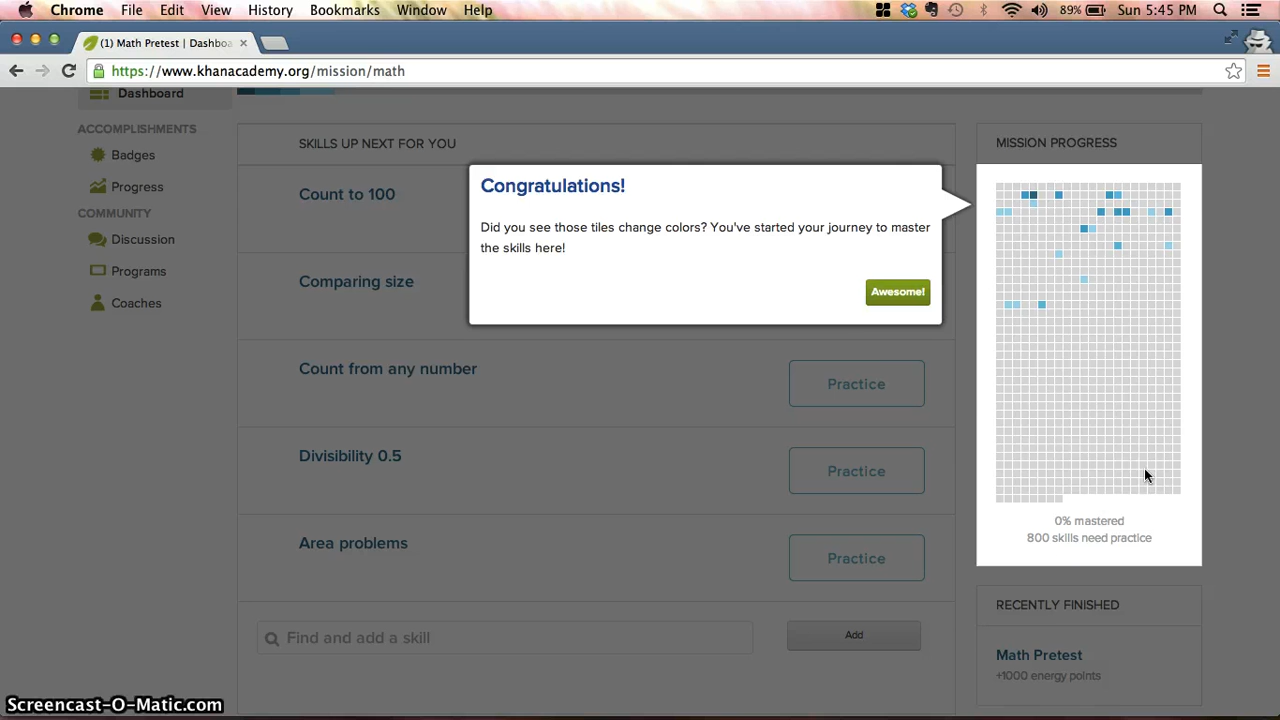 Chrome File Edit View History Bookmarks Window Help 89% Sun 5:45 PM
(1) Math Pretest | Dashboa
https://www.khanacademy.org/mission/math
Dashboard
ACCOMPLISHMENTS
Badges
Progress
COMMUNITY
Discussion
Programs
Coaches
SKILLS UP NEXT FOR YOU
Count to 100
Comparing size
Count from any number
Practice
Divisibility 0.5
Practice
Area problems
Practice
Find and add a skill
Add
Congratulations!
Did you see those tiles change colors? You've started your journey to master
the skills here!
Awesome!
MISSION PROGRESS
0% mastered
800 skills need practice
RECENTLY FINISHED
Math Pretest
+1000 energy points
Screencast-O-Matic.com